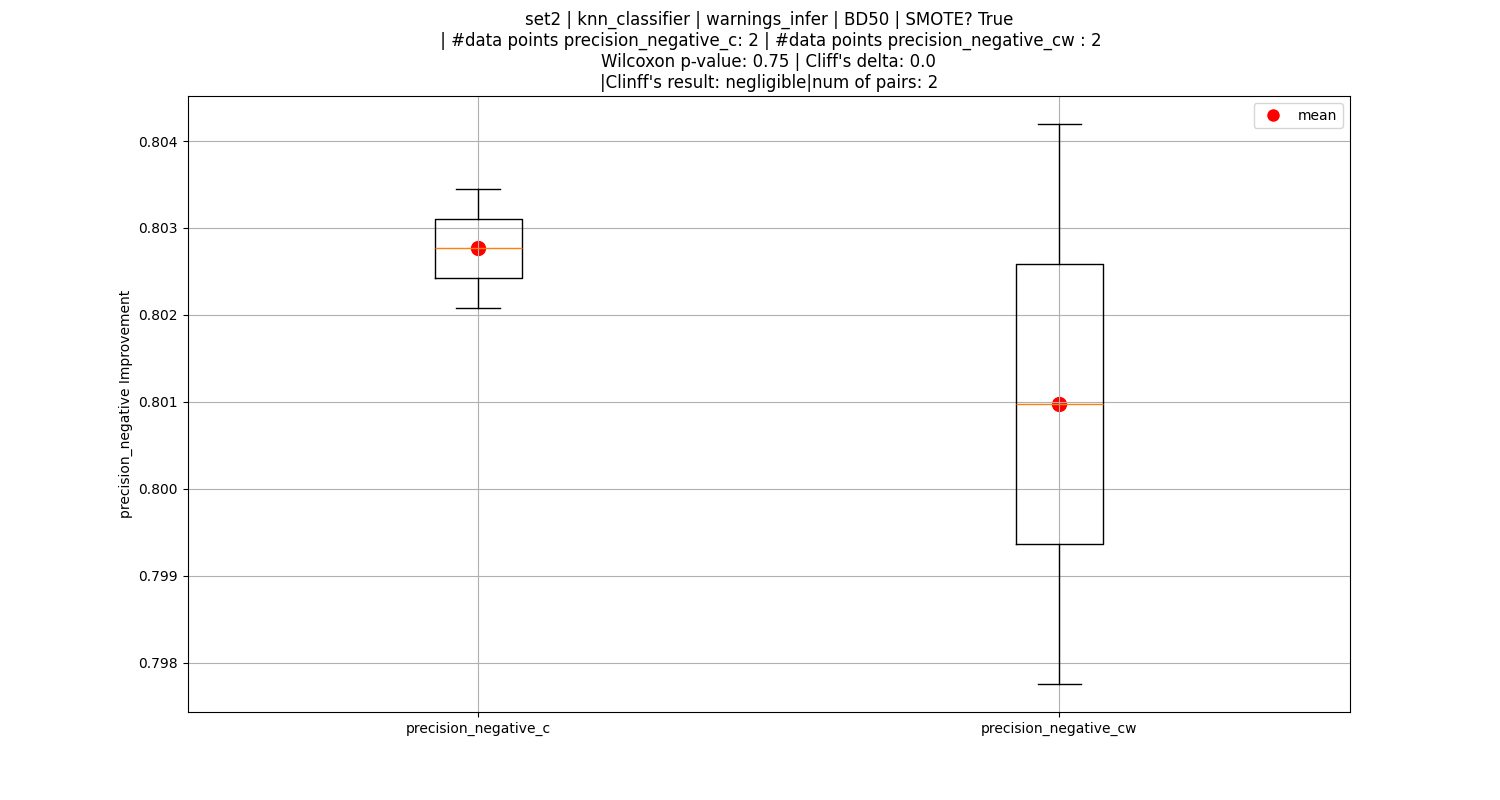 set2 | knn_classifier | warnings_infer | BD50 | SMOTE? True
| #data points precision_negative_c: 2 | #data points precision_negative_cw : 2
Wilcoxon p-value: 0.75 | Cliff's delta: 0.0
|Clinff's result: negligible|num of pairs: 2
mean
0.804
0.803
0.802
0.801
0.800
0.799
0.798
precision_negative Improvement
precision_negative_c
precision_negative_cw